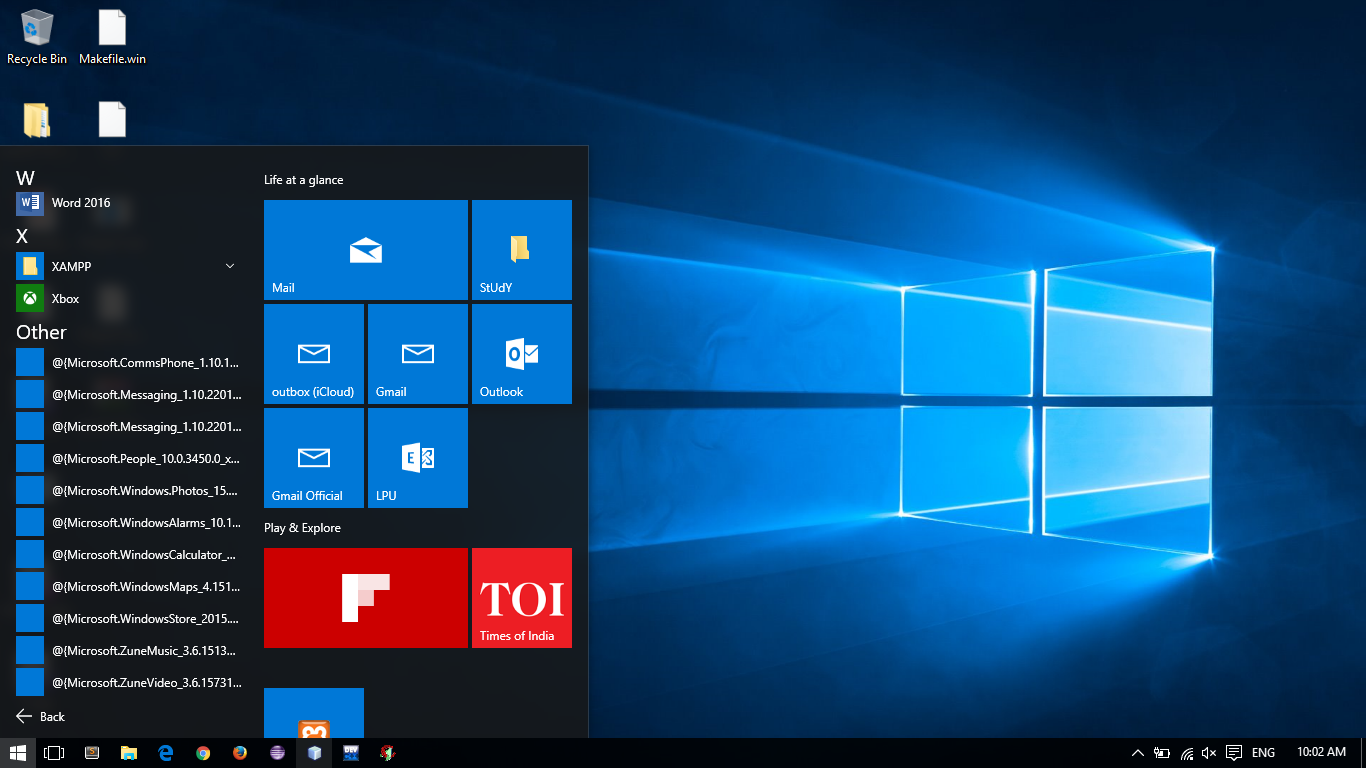 Recycle Bin
Makefile.win
W
Word 2016
X
XAMPP
Xbox
Other
@{Microsoft.CommsPhone_1.10.1...
@{Microsoft.Messaging_1.10.2201...
@{Microsoft.Messaging_1.10.2201...
@{Microsoft.People_10.0.3450.0_x...
@{Microsoft.Windows.Photos_15....
@{Microsoft.WindowsAlarms_10.1...
@{Microsoft.WindowsCalculator_...
@{Microsoft.WindowsMaps_4.151...
@{Microsoft.WindowsStore_2015....
@{Microsoft.ZuneMusic_3.6.1513...
@{Microsoft.ZuneVideo_3.6.15731...
Back
Life at a glance
Mail
StUdY
outbox (iCloud)
Gmail
Outlook
Gmail Official
LPU
Play & Explore
TOI
Times of India
DEV
ENG
10:02 AM